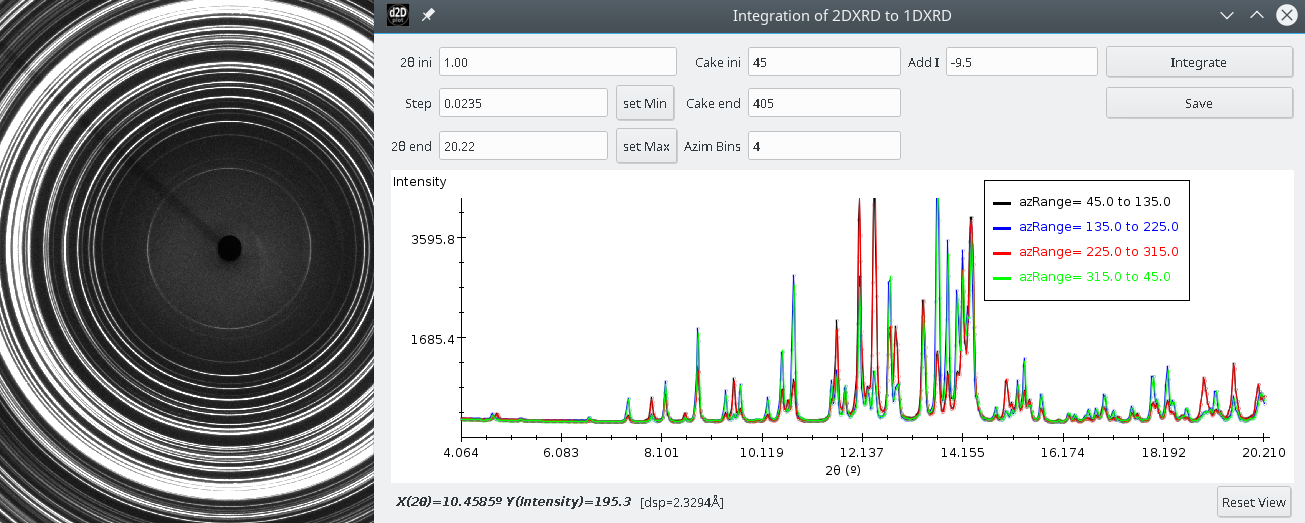 d2D
plot
Integration of 2DXRD to 1DXRD
2θ ini 1.00 Cake ini 45 Add I -9.5 Integrate
Step 0.0235 set Min Cake end 405 Save
2θ end 20.22 set Max Azim Bins 4
Intensity
azRange= 45.0 to 135.0
azRange= 135.0 to 225.0
azRange= 225.0 to 315.0
azRange= 315.0 to 45.0
3595.8
1685.4
4.064 6.083 8.101 10.119 12.137 14.155 16.174 18.192 20.210
2θ (º)
X(2θ)=10.4585º Y(Intensity)=195.3 [dsp=2.3294Å]
Reset View